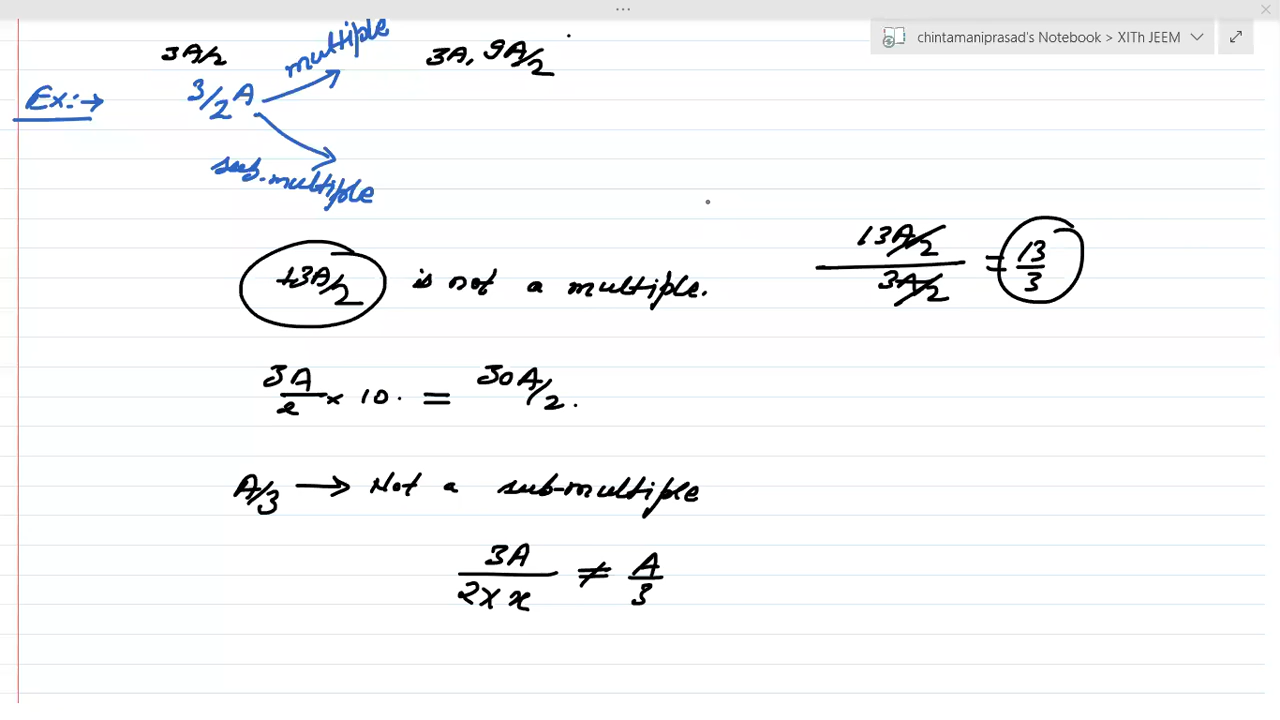 chintamaniprasad's Notebook > XITh JEEM
3A/2 multiple 3A, 9A/2
Ex:→ 3/2 A
sub-multiple
13A/2 is not a multiple. 13A/2 / 3A/2 = 13/3
3A/2 × 10. = 30A/2.
A/3 → Not a sub-multiple
3A / 2 × x ≠ A/3